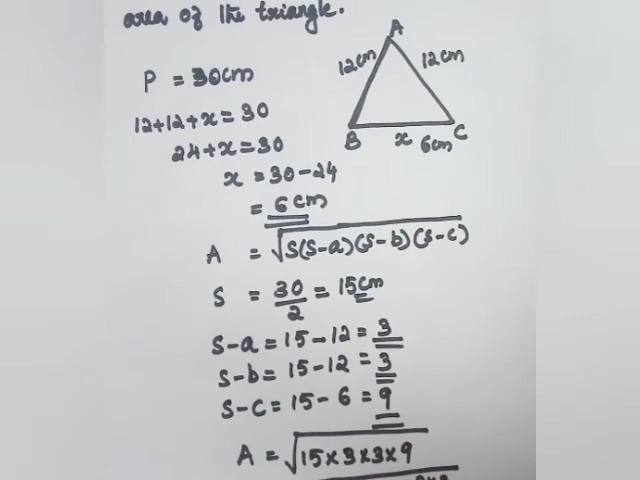 area of the triangle.
A
12cm
12cm
B
x 6cm
C
P = 30cm
12+12+x=30
24+x=30
x = 30-24
= 6cm
A = √S(S-a)(S-b)(S-c)
S = 30/2 = 15cm
S-a = 15-12 = 3
S-b = 15-12 = 3
S-C = 15-6 = 9
A = √15×3×3×9